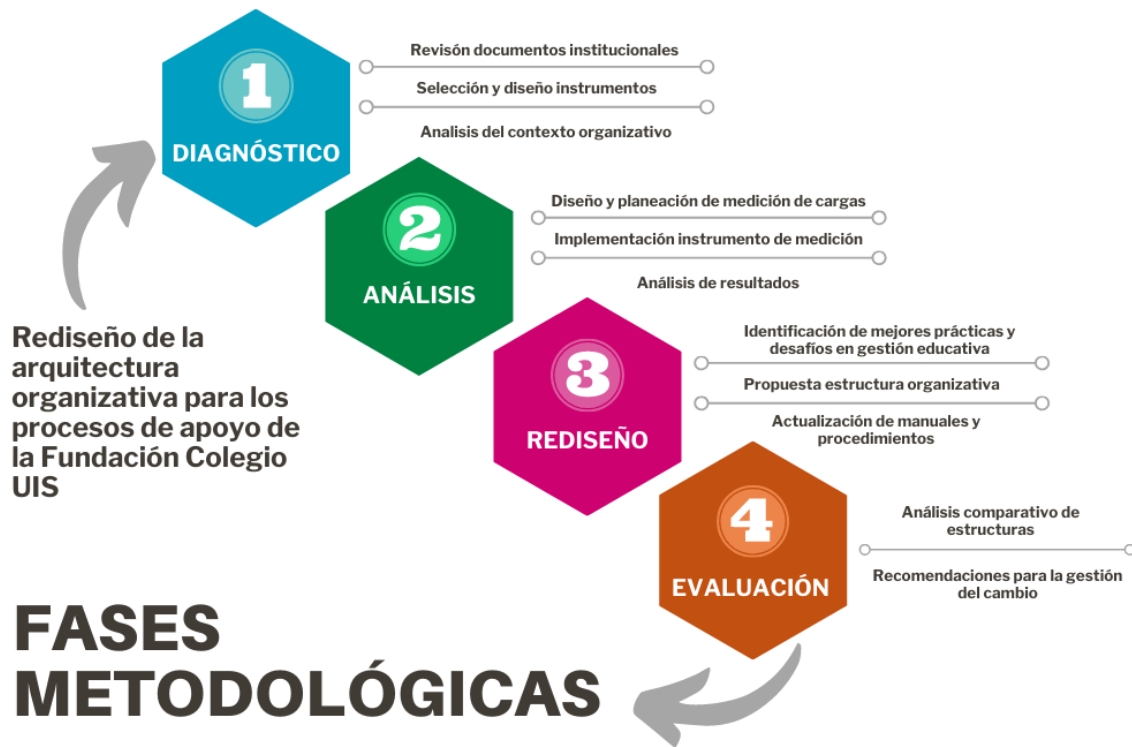 1
DIAGNÓSTICO
Revisón documentos institucionales
Selección y diseño instrumentos
Analisis del contexto organizativo
2
ANÁLISIS
Diseño y planeación de medición de cargas
Implementación instrumento de medición
Análisis de resultados
Rediseño de la
arquitectura
organizativa para los
procesos de apoyo de
la Fundación Colegio
UIS
3
REDISEÑO
Identificación de mejores prácticas y
desafíos en gestión educativa
Propuesta estructura organizativa
Actualización de manuales y
procedimientos
4
EVALUACIÓN
Análisis comparativo de
estructuras
Recomendaciones para la gestión
del cambio
FASES
METODOLÓGICAS